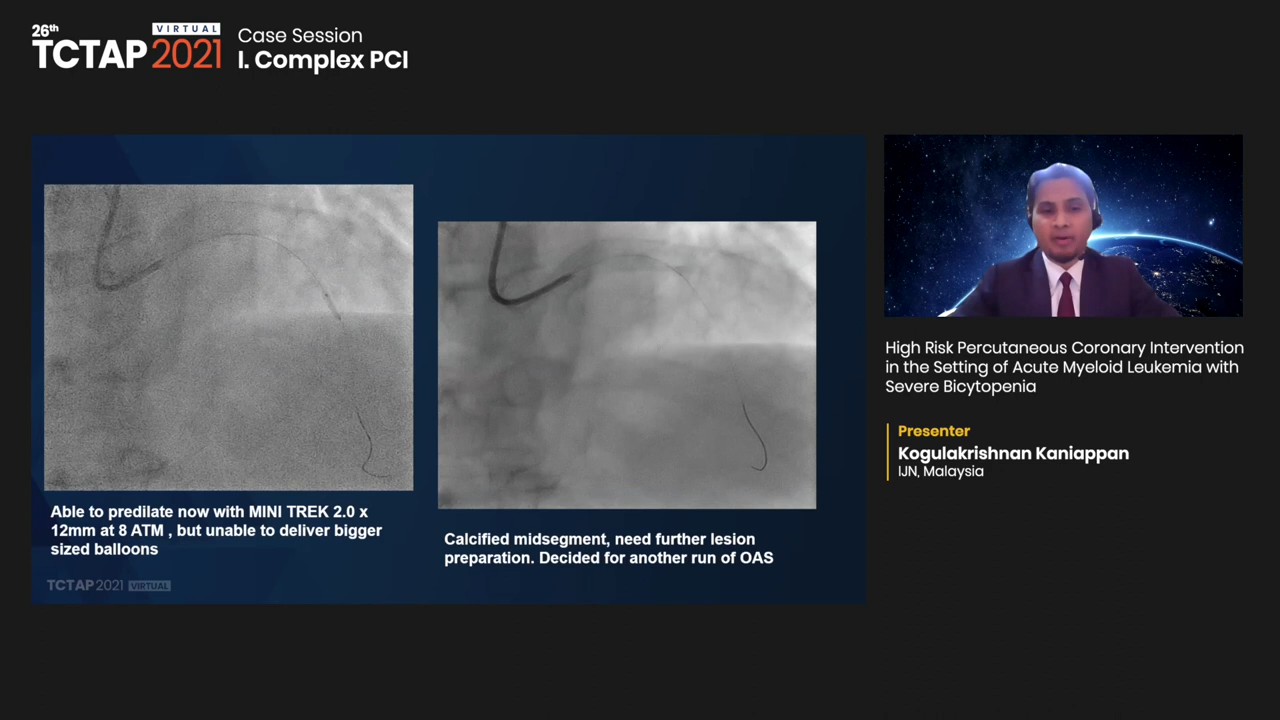 26th
VIRTUAL
TCTAP 2021
Case Session
I. Complex PCI
Able to predilate now with MINI TREK 2.0 x
12mm at 8 ATM , but unable to deliver bigger
sized balloons
Calcified midsegment, need further lesion
preparation. Decided for another run of OAS
TCTAP 2021 VIRTUAL
High Risk Percutaneous Coronary Intervention
in the Setting of Acute Myeloid Leukemia with
Severe Bicytopenia
Presenter
Kogulakrishnan Kaniappan
IJN, Malaysia